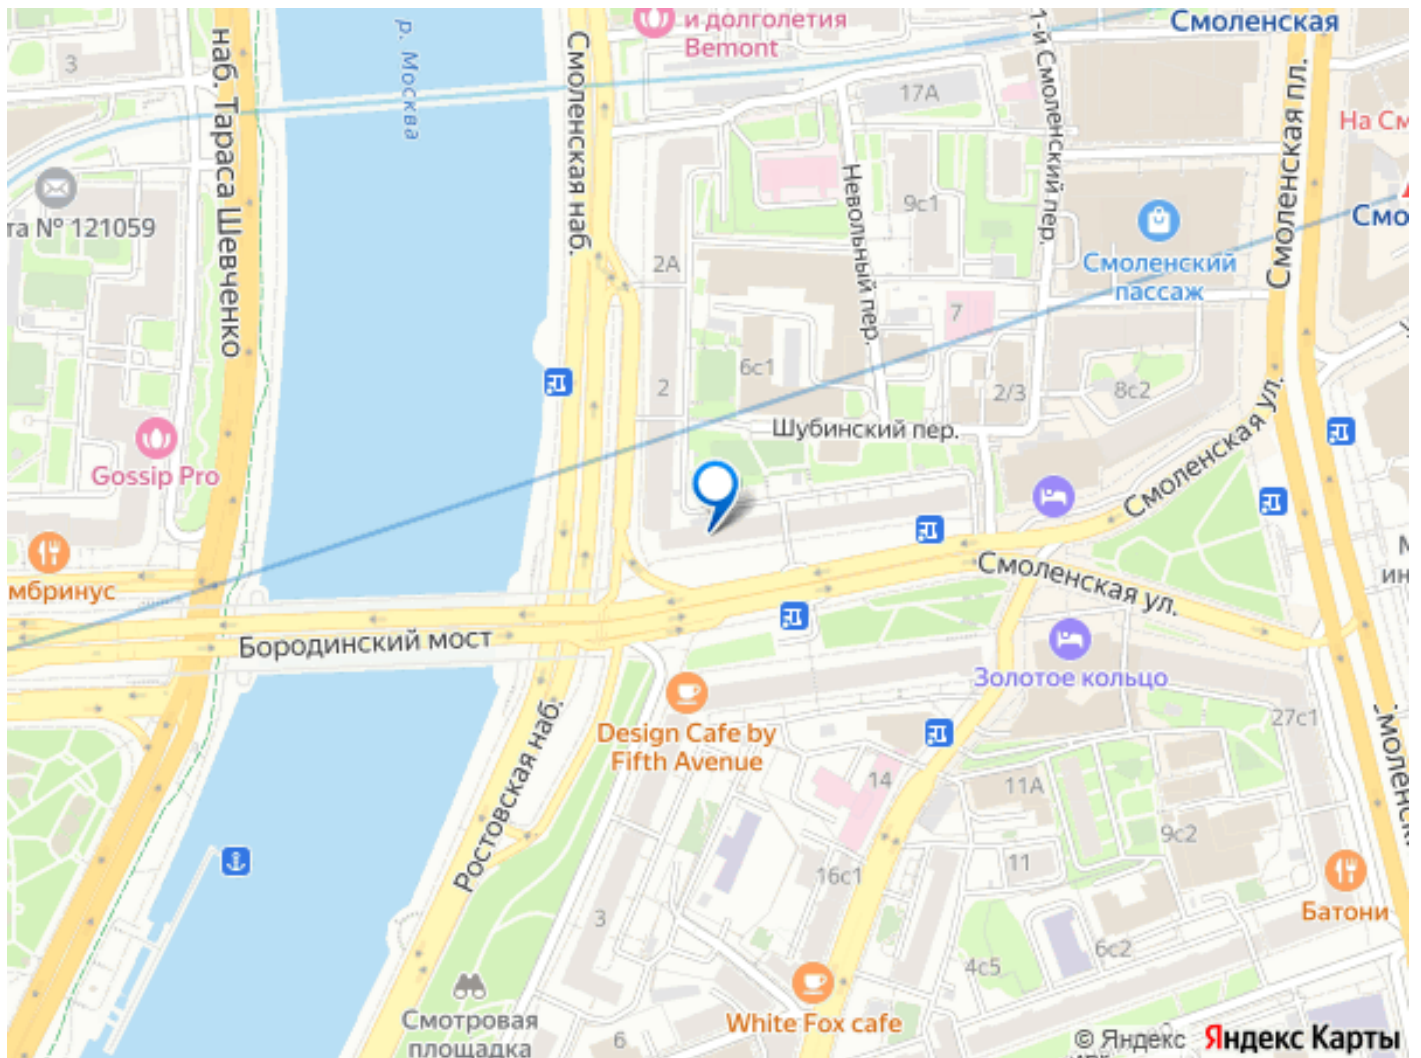 и долголетия
Bemont
Смоленская
3
р. Москва
наб. Тараса Шевченко
Смоленская наб.
1-й Смоленский пер.
Смоленская пл.
17А
На См
Невольный пер.
9с1
та № 121059
Смо
Смоленский
пассаж
2А
7
6с1
2
2/3
8с2
Шубинский пер.
Смоленская ул.
Gossip Pro
мбринус
Смоленская ул.
М
ин
Бородинский мост
Золотое кольцо
27с1
Design Cafe by
Fifth Avenue
Ростовская наб.
14
11А
9с2
моленск
11
16с1
3
Батони
6с2
4с5
Смотровая
площадка
White Fox cafe
6
© Яндекс Яндекс Карты